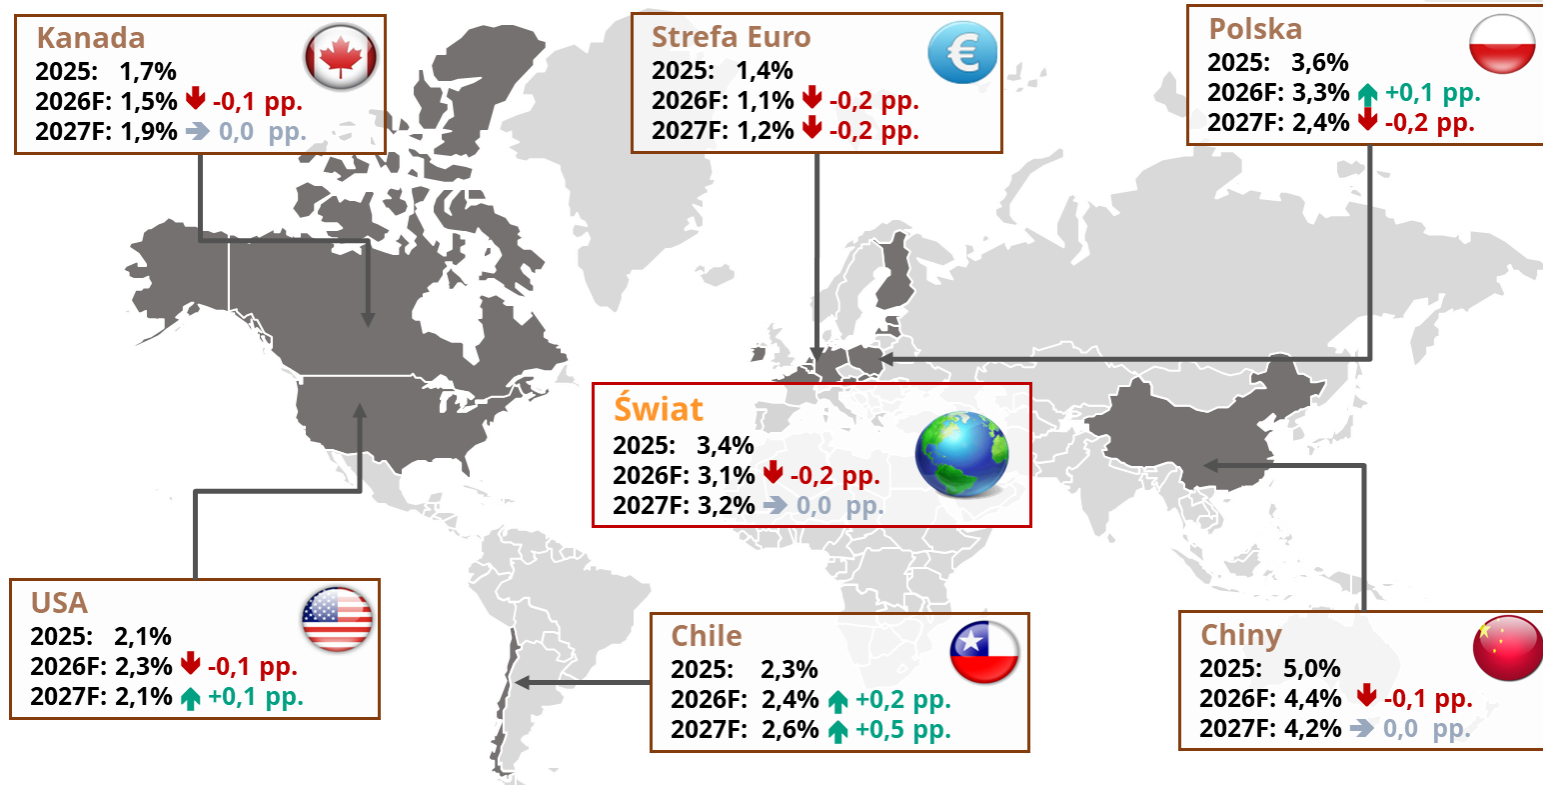 Kanada
2025: 1,7%
2026F: 1,5% -0,1 pp.
2027F: 1,9% 0,0 pp.
Strefa Euro
€
2025: 1,4%
2026F: 1,1% -0,2 pp.
2027F: 1,2% -0,2 pp.
Polska
2025: 3,6%
2026F: 3,3% +0,1 pp.
2027F: 2,4% -0,2 pp.
Świat
2025: 3,4%
2026F: 3,1% -0,2 pp.
2027F: 3,2% 0,0 pp.
USA
2025: 2,1%
2026F: 2,3% -0,1 pp.
2027F: 2,1% +0,1 pp.
Chile
2025: 2,3%
2026F: 2,4% +0,2 pp.
2027F: 2,6% +0,5 pp.
Chiny
2025: 5,0%
2026F: 4,4% -0,1 pp.
2027F: 4,2% 0,0 pp.